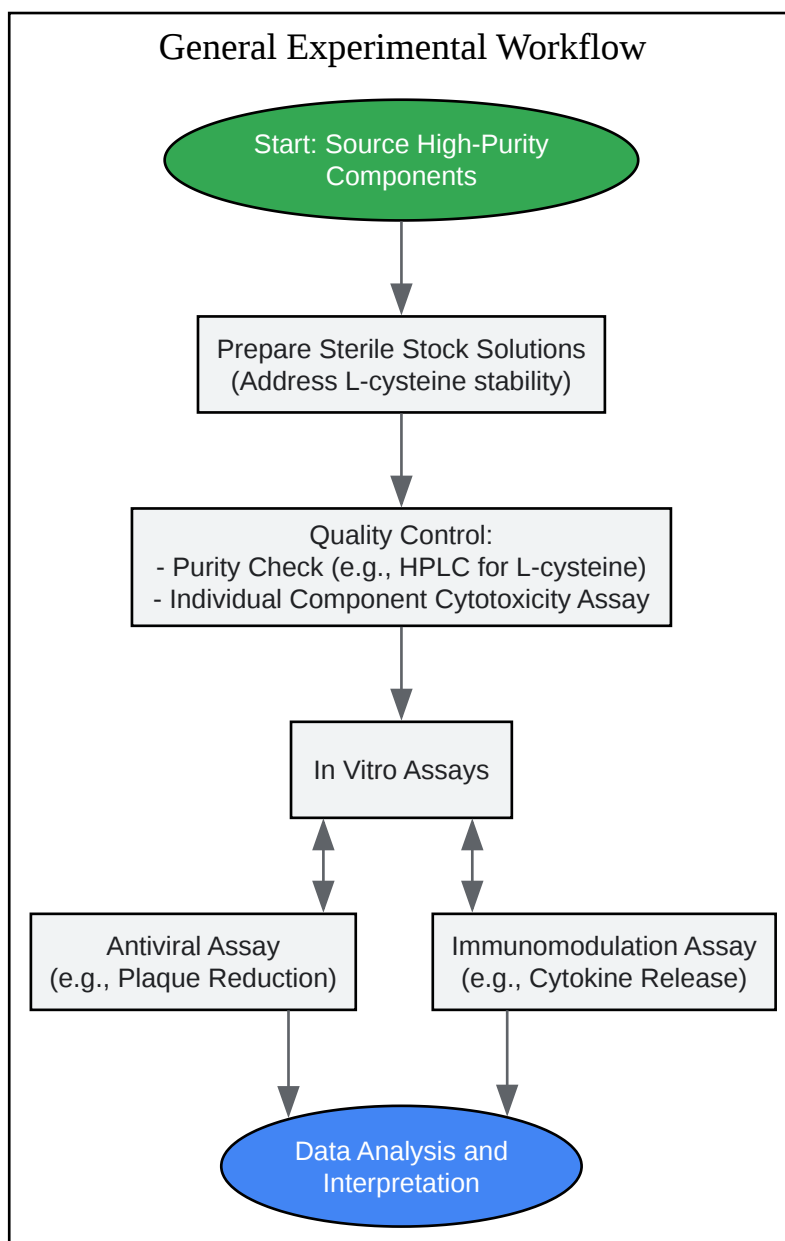 General Experimental Workflow
Start: Source High-Purity
Components
Prepare Sterile Stock Solutions
(Address L-cysteine stability)
Quality Control:
- Purity Check (e.g., HPLC for L-cysteine)
- Individual Component Cytotoxicity Assay
In Vitro Assays
Antiviral Assay
(e.g., Plaque Reduction)
Immunomodulation Assay
(e.g., Cytokine Release)
Data Analysis and
Interpretation